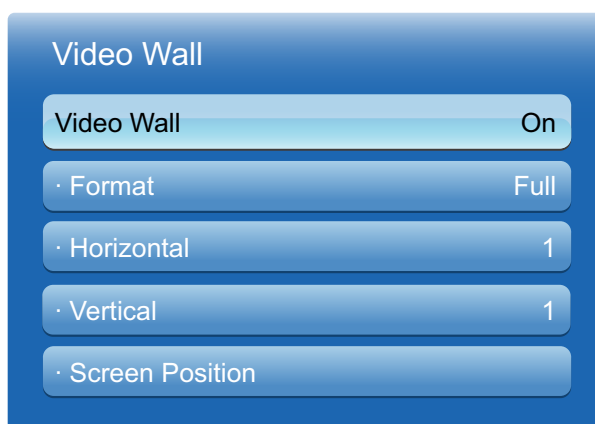 Video Wall
Video Wall On
· Format Full
· Horizontal 1
· Vertical 1
· Screen Position